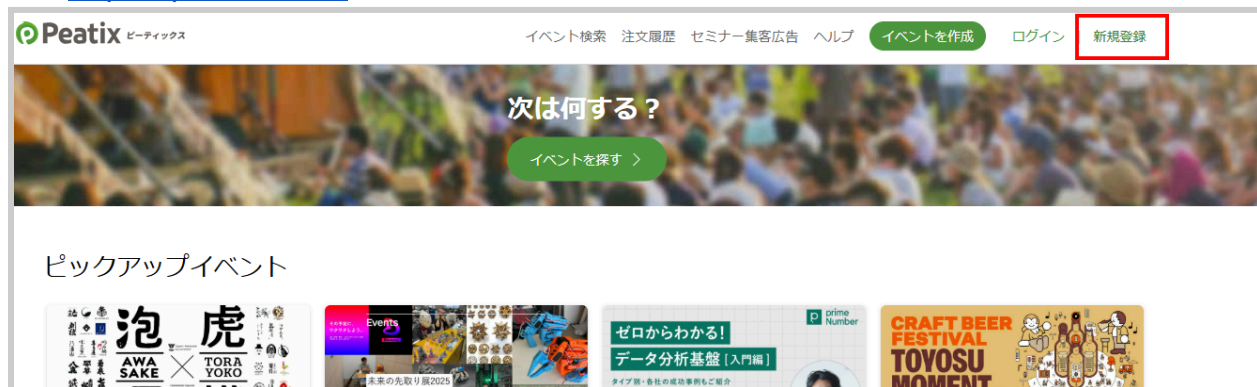 Peatix ピーティックス
イベント検索 注文履歴 セミナー集客広告 ヘルプ イベントを作成 ログイン 新規登録
次は何する？
イベントを探す
ピックアップイベント
泡 虎
AWA SAKE × TORA YOKO
Events
未来の先取り展2025
prime Number
ゼロからわかる！
データ分析基盤 [入門編]
タイプ別・各社の成功事例もご紹介
CRAFT BEER
FESTIVAL
TOYOSU
MOMENT